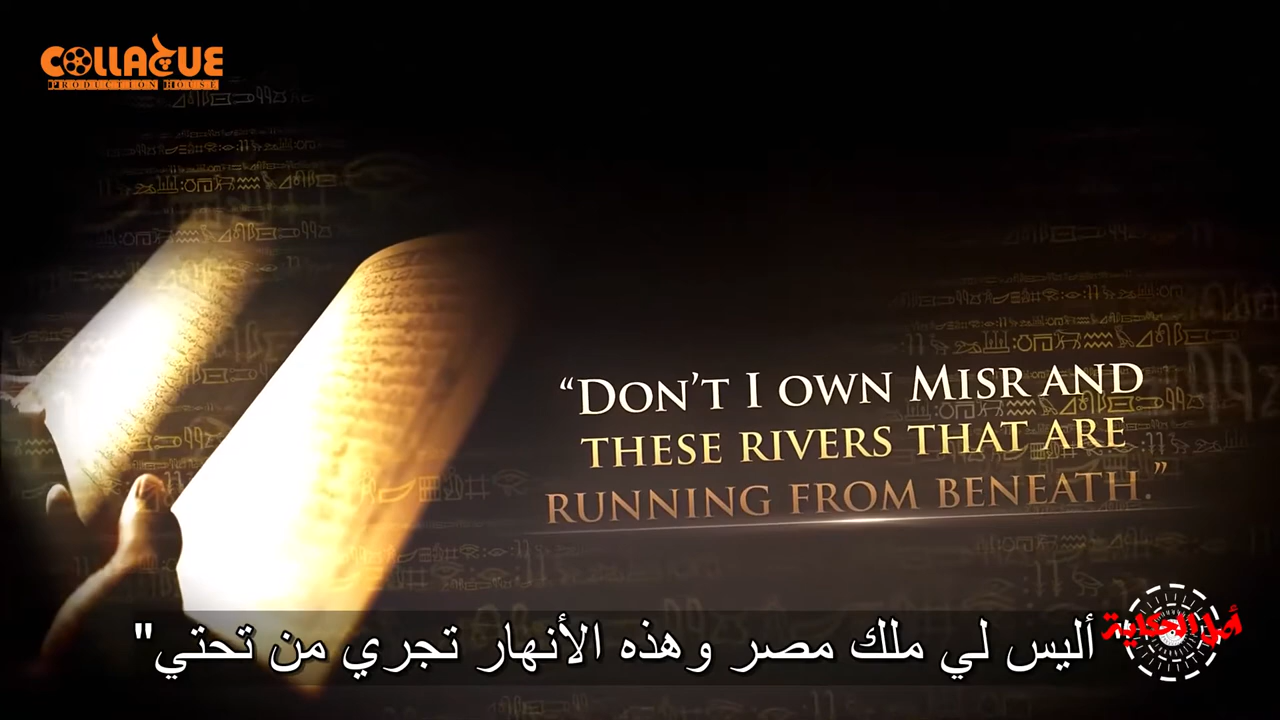 COLLAGUE
PRODUCTION HOUSE
“DON’T I OWN MISR AND
THESE RIVERS THAT ARE
RUNNING FROM BENEATH.”
أليس لي ملك مصر وهذه الأنهار تجري من تحتي"
أصل الحكاية